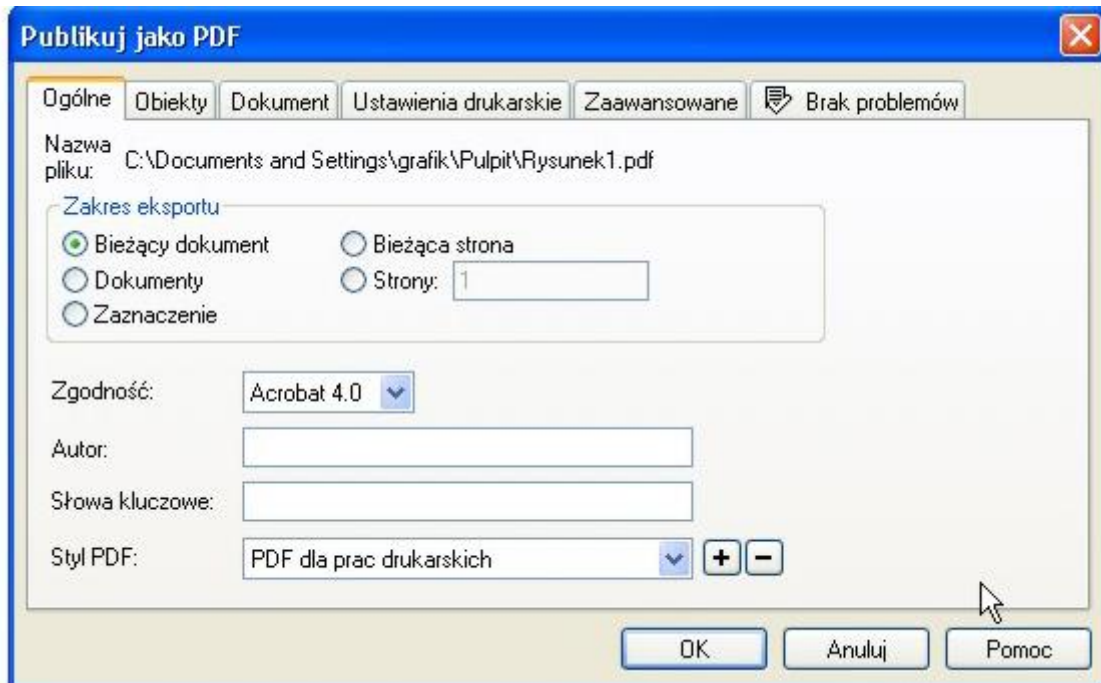 Publikuj jako PDF
Ogólne Obiekty Dokument Ustawienia drukarskie Zaawansowane Brak problemów
Nazwa
pliku: C:\Documents and Settings\grafik\Pulpit\Rysunek1.pdf
Zakres eksportu
Bieżący dokument Bieżąca strona
Dokumenty Strony: 1
Zaznaczenie
Zgodność: Acrobat 4.0
Autor:
Słowa kluczowe:
Styl PDF: PDF dla prac drukarskich
OK Anuluj Pomoc